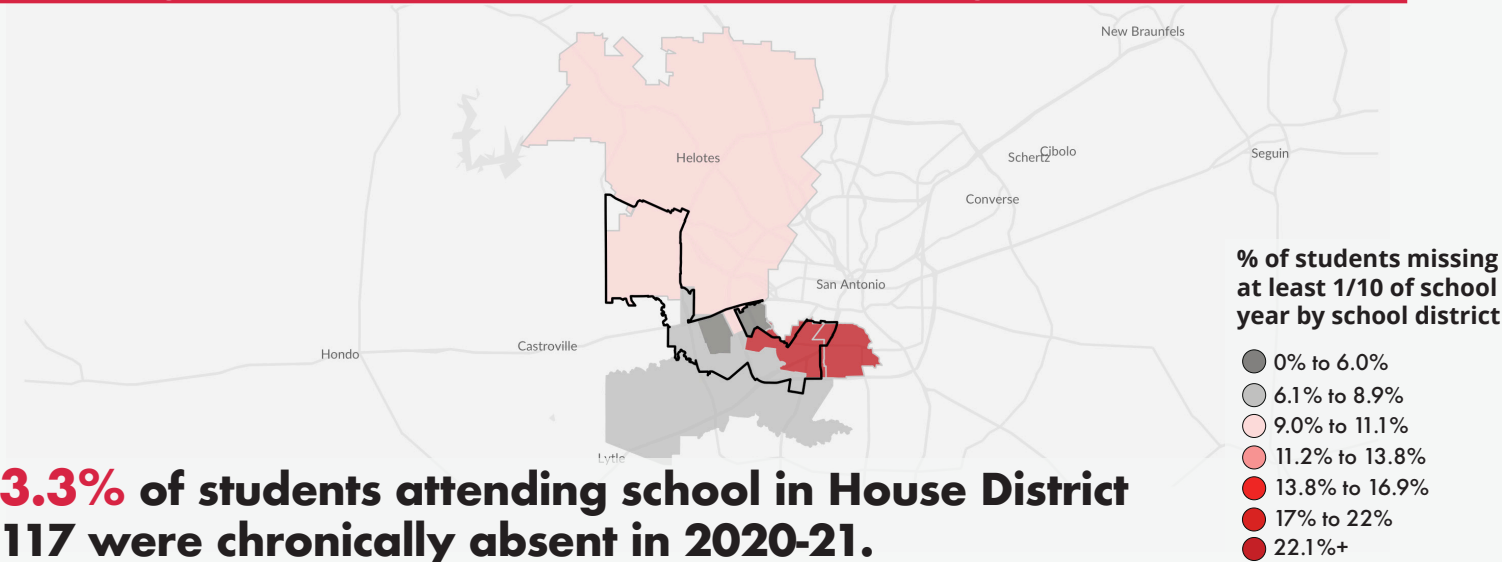 New Braunfels
Cibolo
Schertz
Seguin
Helotes
Converse
San Antonio
Hondo
Castroville
Lytle
% of students missing
at least 1/10 of school
year by school district
0% to 6.0%
6.1% to 8.9%
9.0% to 11.1%
11.2% to 13.8%
13.8% to 16.9%
17% to 22%
22.1%+
3.3% of students attending school in House District
117 were chronically absent in 2020-21.